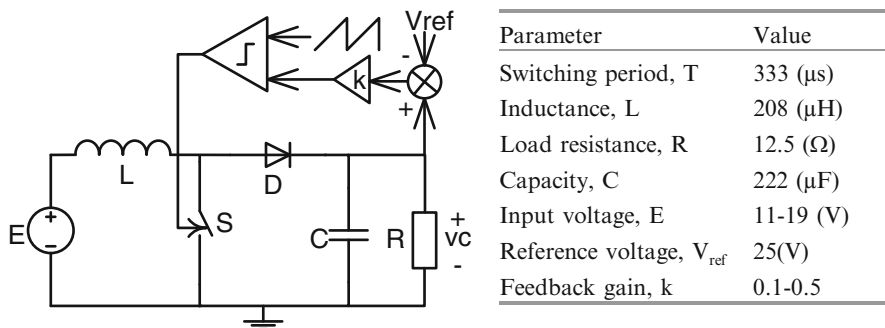 Vref
-
k
+
L
D
S
E
+
-
C
R
+
vc
-
Parameter Value
Switching period, T 333 (μs)
Inductance, L 208 (μH)
Load resistance, R 12.5 (Ω)
Capacity, C 222 (μF)
Input voltage, E 11-19 (V)
Reference voltage, Vref 25(V)
Feedback gain, k 0.1-0.5